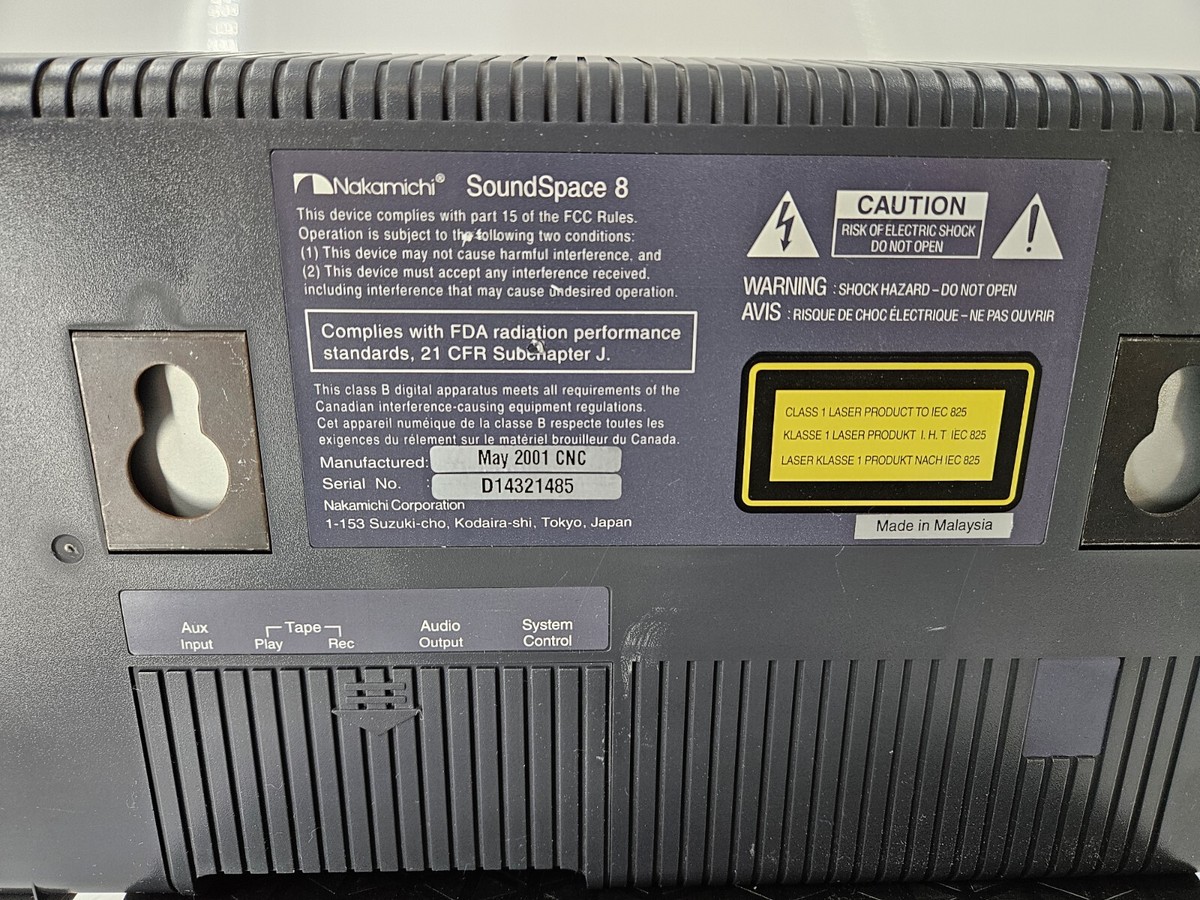 Nakamichi® SoundSpace 8
This device complies with part 15 of the FCC Rules.
Operation is subject to the following two conditions:
(1) This device may not cause harmful interference, and
(2) This device must accept any interference received,
including interference that may cause undesired operation.
Complies with FDA radiation performance
standards, 21 CFR Subchapter J.
This class B digital apparatus meets all requirements of the
Canadian interference-causing equipment regulations.
Cet appareil numéique de la classe B respecte toutes les
exigences du rélement sur le matériel brouilleur du Canada.
Manufactured: May 2001 CNC
Serial No. : D14321485
Nakamichi Corporation
1-153 Suzuki-cho, Kodaira-shi, Tokyo, Japan
CAUTION
RISK OF ELECTRIC SHOCK
DO NOT OPEN
WARNING : SHOCK HAZARD – DO NOT OPEN
AVIS : RISQUE DE CHOC ÉLECTRIQUE – NE PAS OUVRIR
CLASS 1 LASER PRODUCT TO IEC 825
KLASSE 1 LASER PRODUKT I. H. T IEC 825
LASER KLASSE 1 PRODUKT NACH IEC 825
Made in Malaysia
Aux
Input
Tape
Play Rec
Audio
Output
System
Control